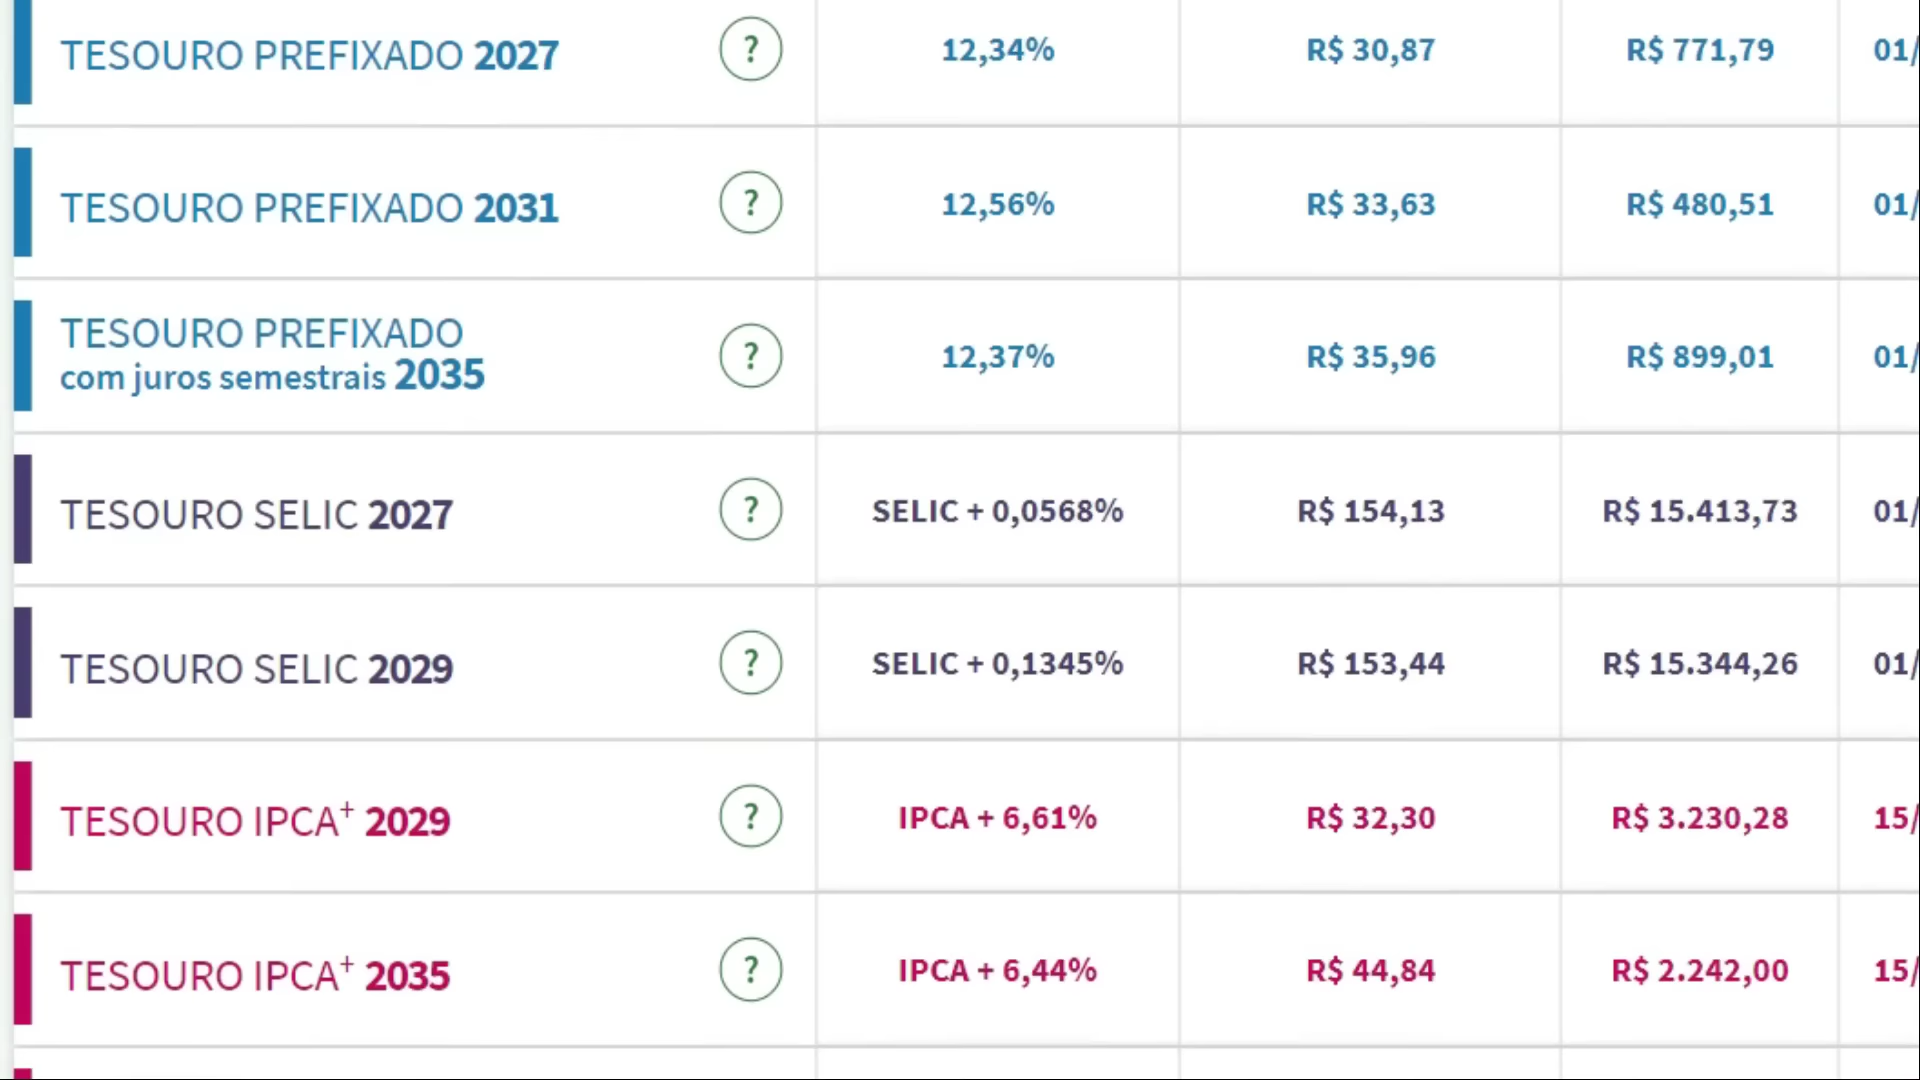 TESOURO PREFIXADO 2027 ? 12,34% R$ 30,87 R$ 771,79 01/
TESOURO PREFIXADO 2031 ? 12,56% R$ 33,63 R$ 480,51 01/
TESOURO PREFIXADO
com juros semestrais 2035 ? 12,37% R$ 35,96 R$ 899,01 01/
TESOURO SELIC 2027 ? SELIC + 0,0568% R$ 154,13 R$ 15.413,73 01/
TESOURO SELIC 2029 ? SELIC + 0,1345% R$ 153,44 R$ 15.344,26 01/
TESOURO IPCA+ 2029 ? IPCA + 6,61% R$ 32,30 R$ 3.230,28 15/
TESOURO IPCA+ 2035 ? IPCA + 6,44% R$ 44,84 R$ 2.242,00 15/